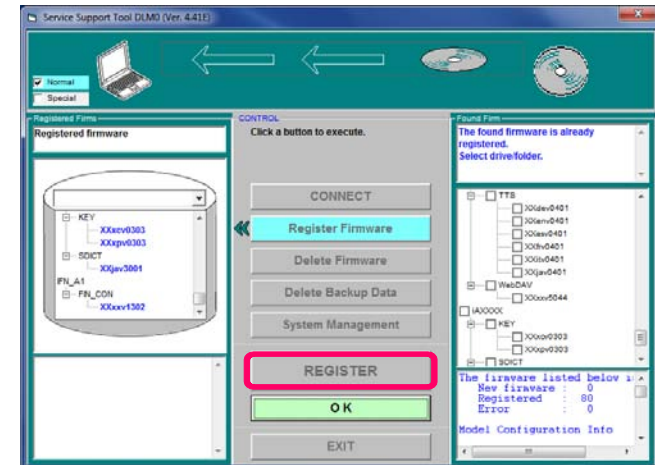 Service Support Tool DLM0 (Ver. 4.41E)
Normal
Special
Registered Firms
Registered firmware
KEY
XXxcv0303
XXxpv0303
SDICT
XXjav3001
iFN_A1
FIN_CON
XXxxv1302
CONTROL
Click a button to execute.
CONNECT
Register Firmware
Delete Firmware
Delete Backup Data
System Management
REGISTER
OK
EXIT
Found Firm
The found firmware is already
registered.
Select drive/folder.
TTS
XXdev0401
XXenv0401
XXesv0401
XXfrv0401
XXitv0401
XXjav0401
WebDAV
XXxxv5044
iAXXXX
KEY
XXxpv0303
SDICT
The firmware listed below
New firmware : 0
Registered : 80
Error : 0
Model Configuration Info